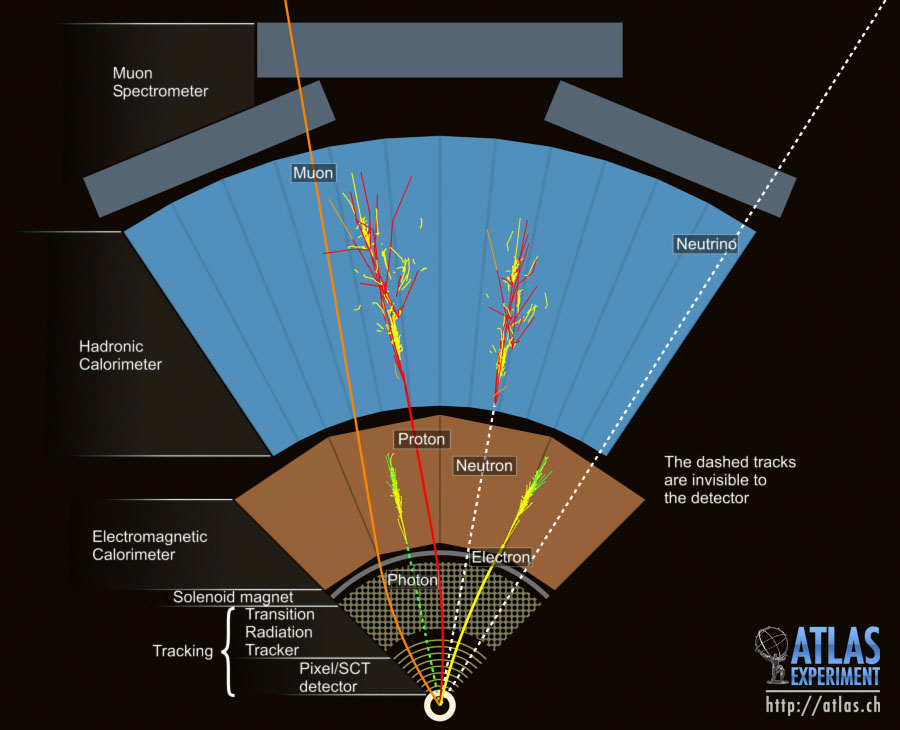 Muon
Spectrometer
Muon
Neutrino
Hadronic
Calorimeter
Proton
Neutron
The dashed tracks
are invisible to
the detector
Electromagnetic
Calorimeter
Electron
Photon
Solenoid magnet
Transition
Radiation
Tracker
Tracking
Pixel/SCT
detector
ATLAS
EXPERIMENT
http://atlas.ch